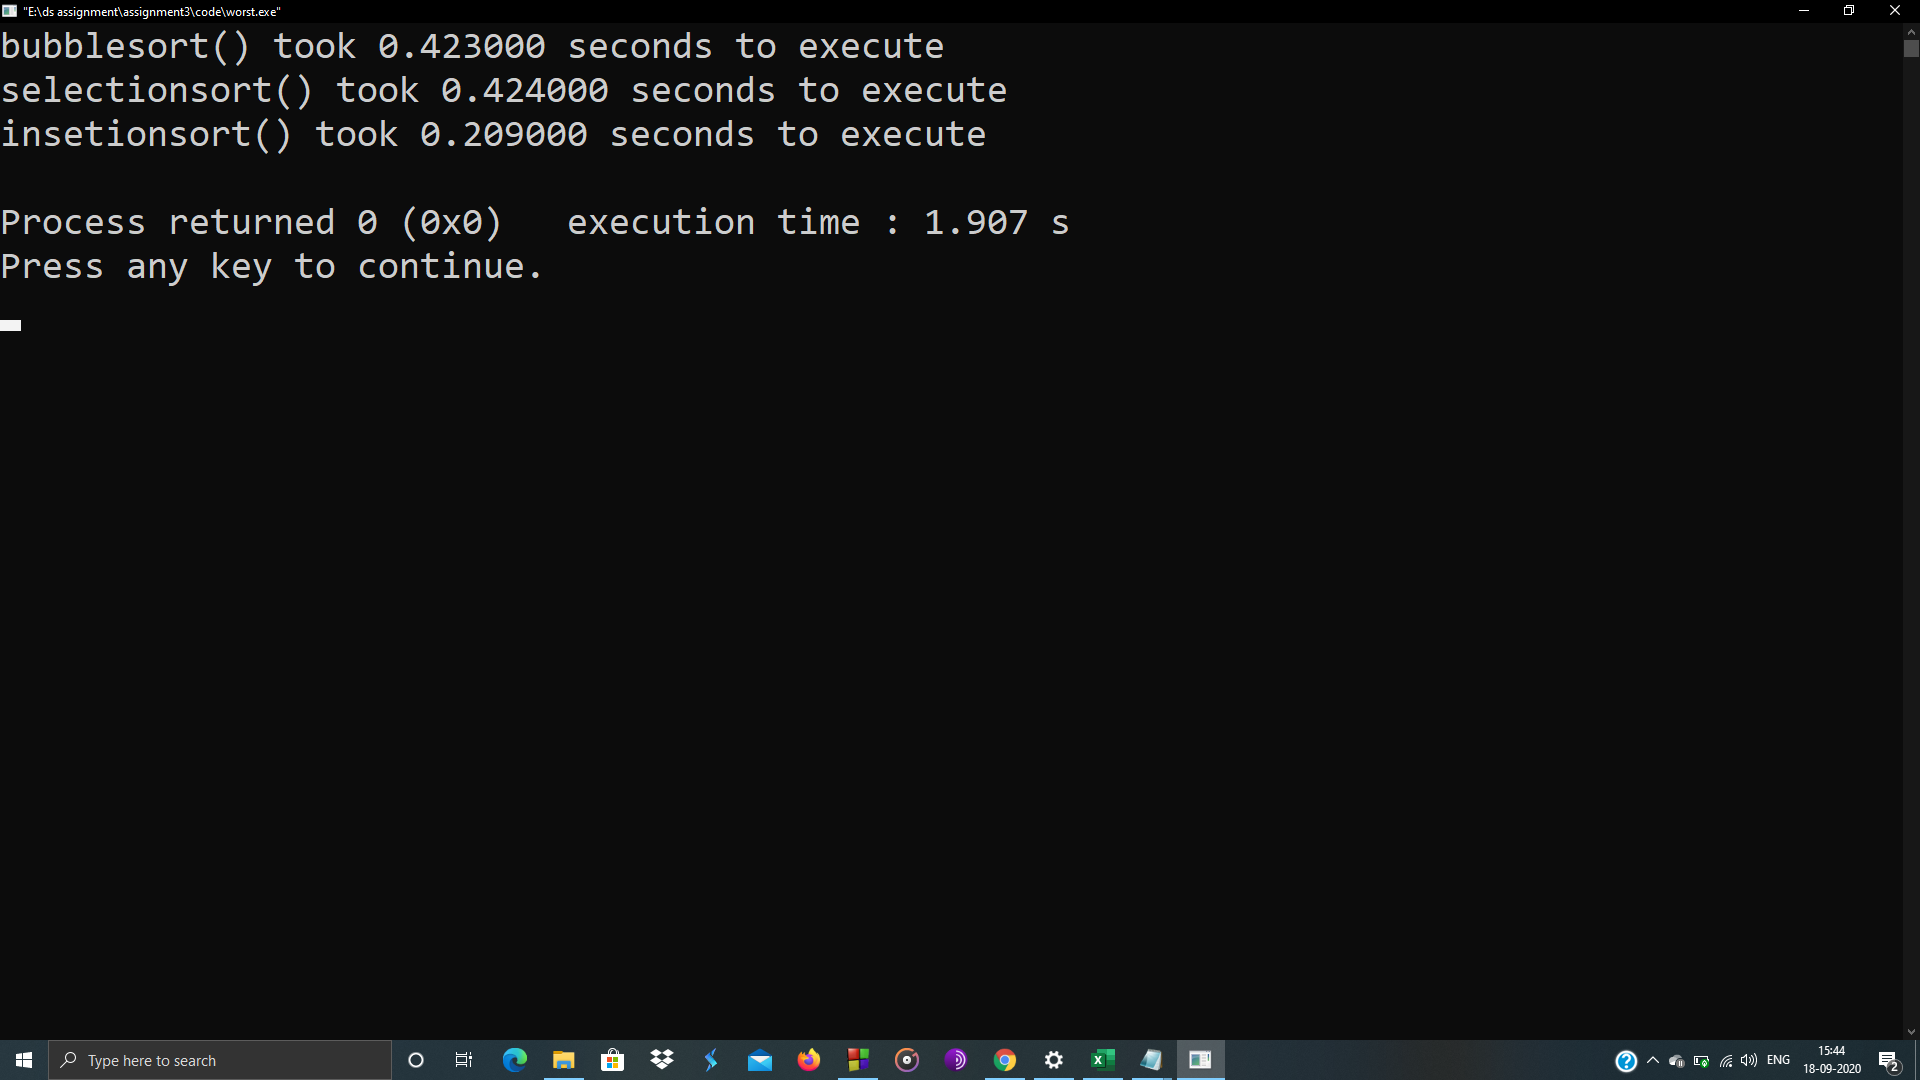 "E:\ds assignment\assignment3\code\worst.exe"
bubblesort() took 0.423000 seconds to execute
selectionsort() took 0.424000 seconds to execute
insetionsort() took 0.209000 seconds to execute
Process returned 0 (0x0)   execution time : 1.907 s
Press any key to continue.
Type here to search
ENG
15:44
18-09-2020
2